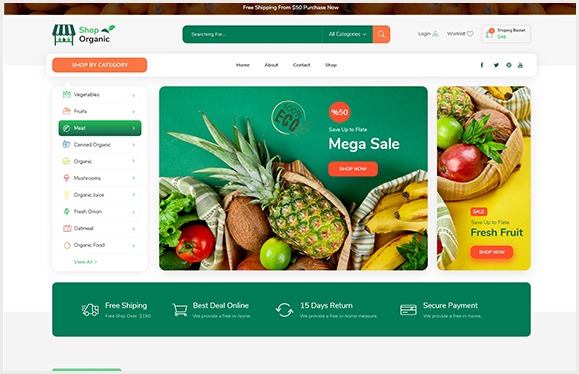 Free Shipping From $50 Purchase Now
Shop
Organic
Searching For...
All Categories
Login
Wishlist
Shoping Basket
SHOP BY CATEGORY
Home
About
Contact
Shop
Vegetables
Fruits
Meat
Canned Organic
Organic
Mushrooms
Organic Juice
Fresh Onion
Oatmeal
Organic Food
View All >
ECO
%50
Save Up to Flate
Mega Sale
SHOP NOW
SALE
Save Up to Flate
Fresh Fruit
SHOP NOW
Free Shiping
Free Ship Over $150
Best Deal Online
We provide a free in-home.
15 Days Return
We provide a free in-home measure.
Secure Payment
We provide a free in-home.